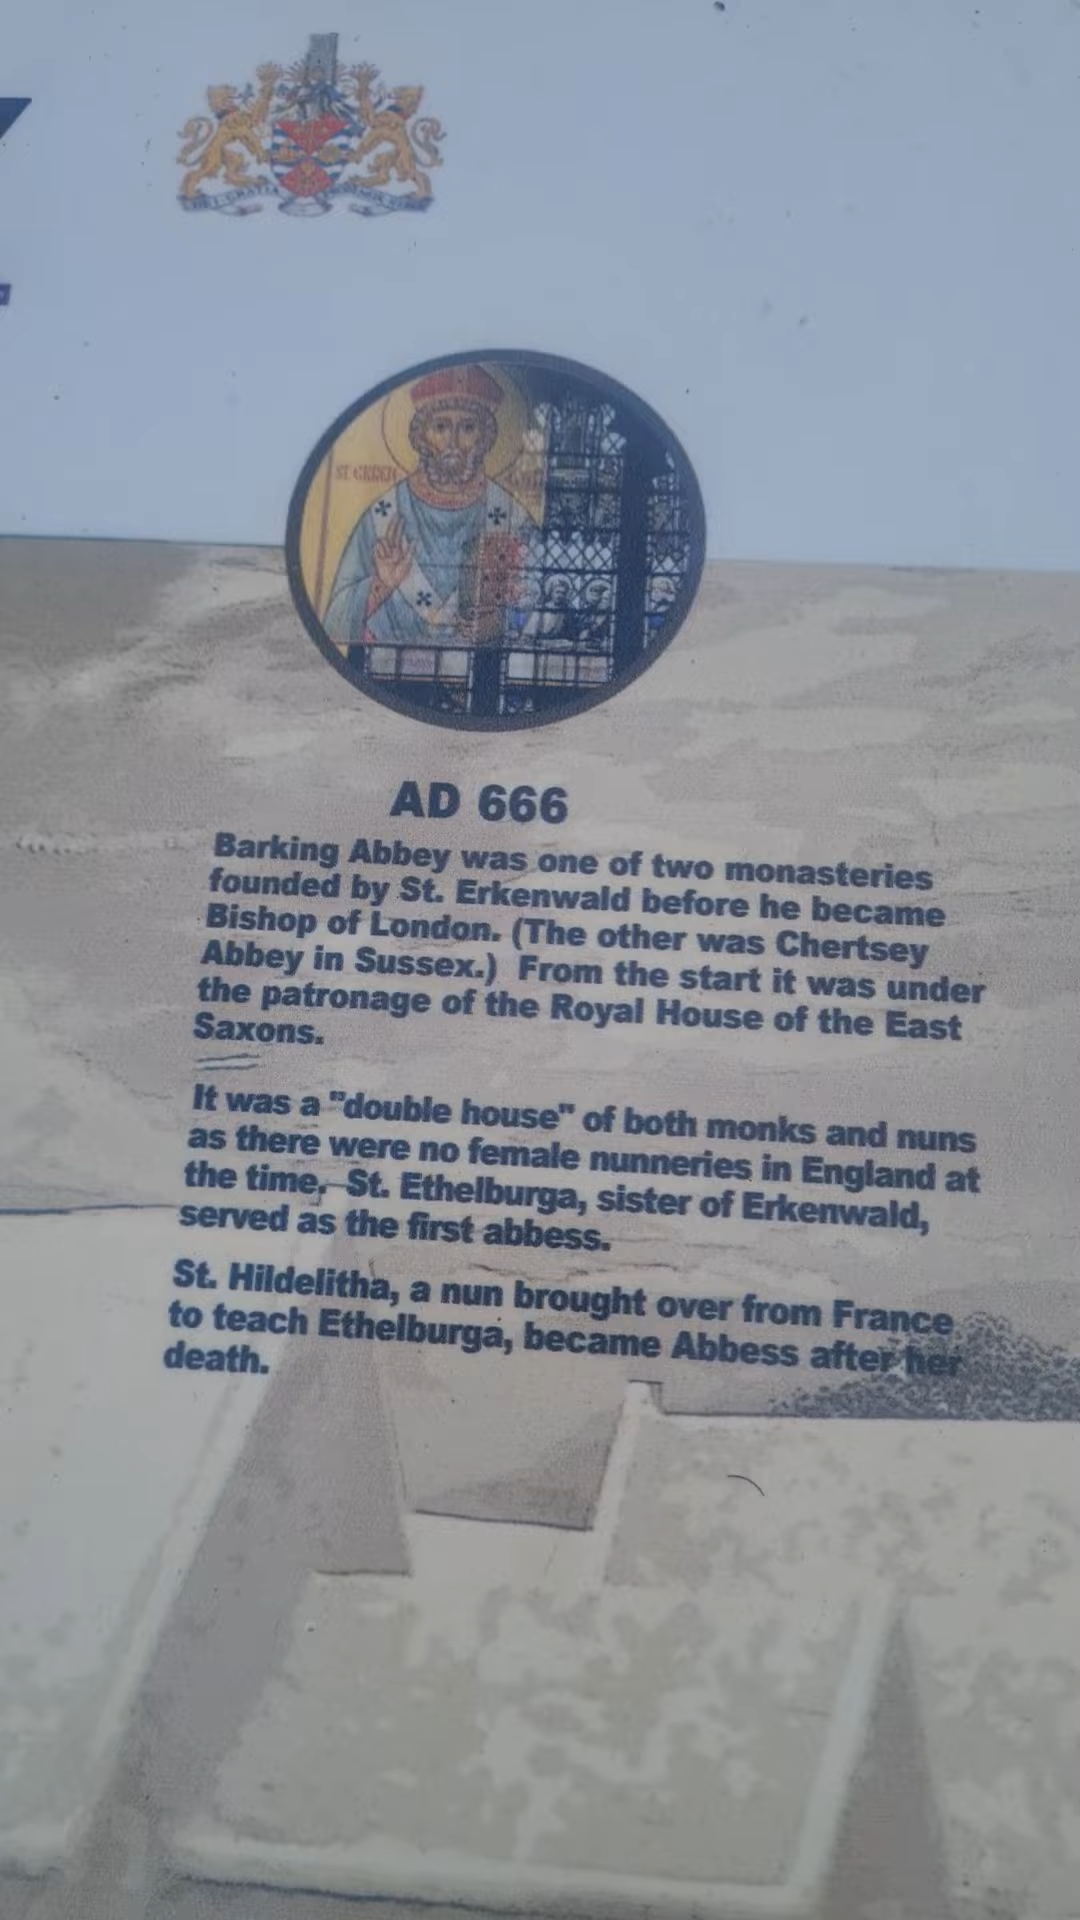 AD 666
Barking Abbey was one of two monasteries
founded by St. Erkenwald before he became
Bishop of London. (The other was Chertsey
Abbey in Sussex.) From the start it was under
the patronage of the Royal House of the East
Saxons.
It was a "double house" of both monks and nuns
as there were no female nunneries in England at
the time. St. Ethelburga, sister of Erkenwald,
served as the first abbess.
St. Hildelitha, a nun brought over from France
to teach Ethelburga, became Abbess after her
death.